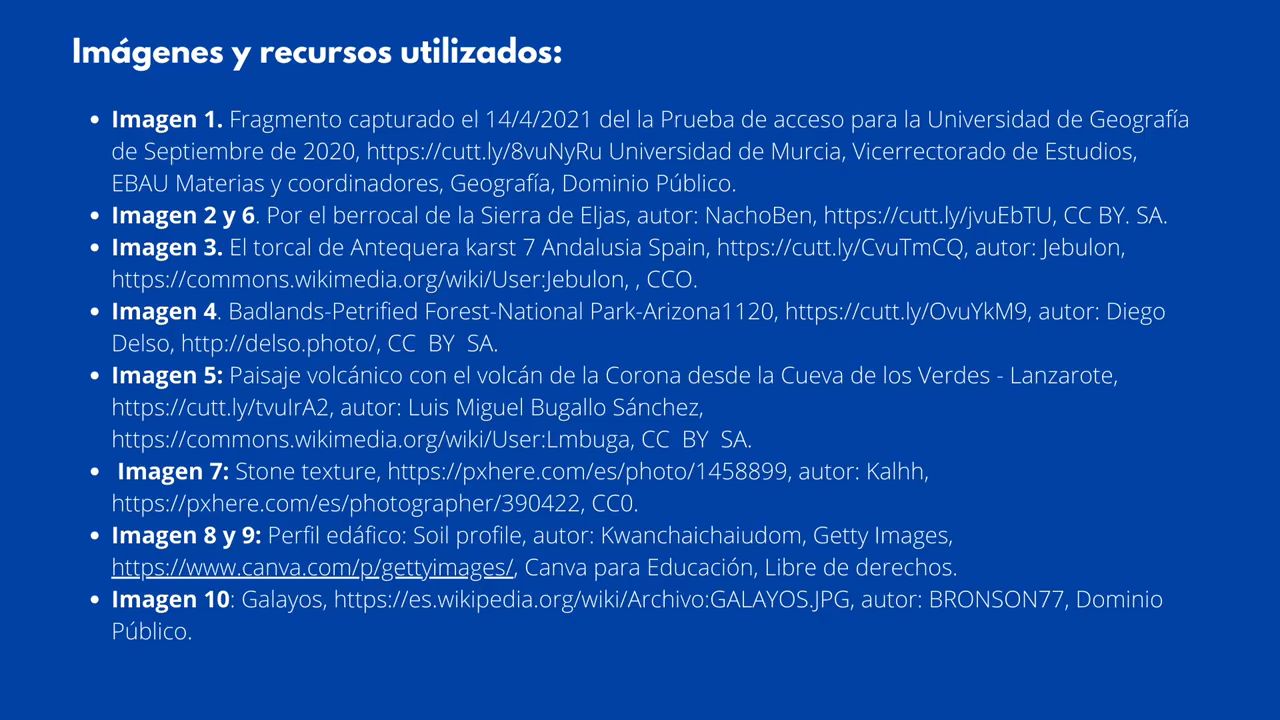 Imágenes y recursos utilizados:
• Imagen 1. Fragmento capturado el 14/4/2021 del la Prueba de acceso para la Universidad de Geografía
de Septiembre de 2020, https://cutt.ly/8vuNyRu Universidad de Murcia, Vicerrectorado de Estudios,
EBAU Materias y coordinadores, Geografía, Dominio Público.
• Imagen 2 y 6. Por el berrocal de la Sierra de Eljas, autor: NachoBen, https://cutt.ly/jvuEbTU, CC BY. SA.
• Imagen 3. El torcal de Antequera karst 7 Andalusia Spain, https://cutt.ly/CvuTmCQ, autor: Jebulon,
https://commons.wikimedia.org/wiki/User:Jebulon, , CCO.
• Imagen 4. Badlands-Petrified Forest-National Park-Arizona1120, https://cutt.ly/OvuYkM9, autor: Diego
Delso, http://delso.photo/, CC BY SA.
• Imagen 5: Paisaje volcánico con el volcán de la Corona desde la Cueva de los Verdes - Lanzarote,
https://cutt.ly/tvuIrA2, autor: Luis Miguel Bugallo Sánchez,
https://commons.wikimedia.org/wiki/User:Lmbuga, CC BY SA.
• Imagen 7: Stone texture, https://pxhere.com/es/photo/1458899, autor: Kalhh,
https://pxhere.com/es/photographer/390422, CC0.
• Imagen 8 y 9: Perfil edáfico: Soil profile, autor: Kwanchaichaiudom, Getty Images,
https://www.canva.com/p/gettyimages/, Canva para Educación, Libre de derechos.
• Imagen 10: Galayos, https://es.wikipedia.org/wiki/Archivo:GALAYOS.JPG, autor: BRONSON77, Dominio
Público.